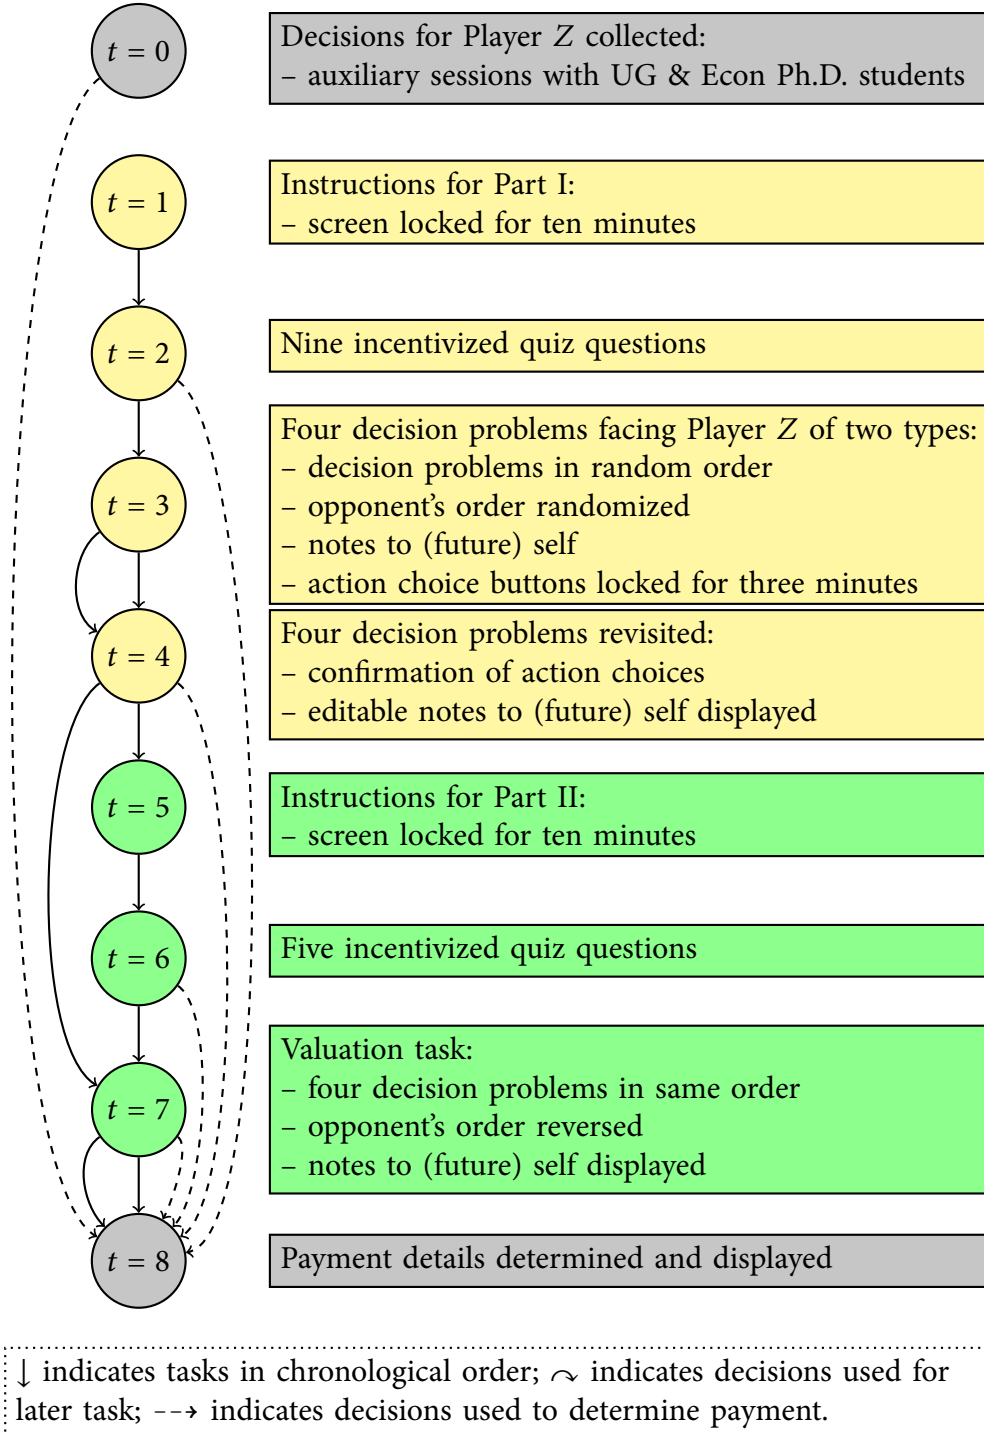 t = 0
Decisions for Player Z collected:
– auxiliary sessions with UG & Econ Ph.D. students
t = 1
Instructions for Part I:
– screen locked for ten minutes
t = 2
Nine incentivized quiz questions
t = 3
Four decision problems facing Player Z of two types:
– decision problems in random order
– opponent’s order randomized
– notes to (future) self
– action choice buttons locked for three minutes
t = 4
Four decision problems revisited:
– confirmation of action choices
– editable notes to (future) self displayed
t = 5
Instructions for Part II:
– screen locked for ten minutes
t = 6
Five incentivized quiz questions
t = 7
Valuation task:
– four decision problems in same order
– opponent’s order reversed
– notes to (future) self displayed
t = 8
Payment details determined and displayed
↓ indicates tasks in chronological order; ↷ indicates decisions used for
later task; --→ indicates decisions used to determine payment.